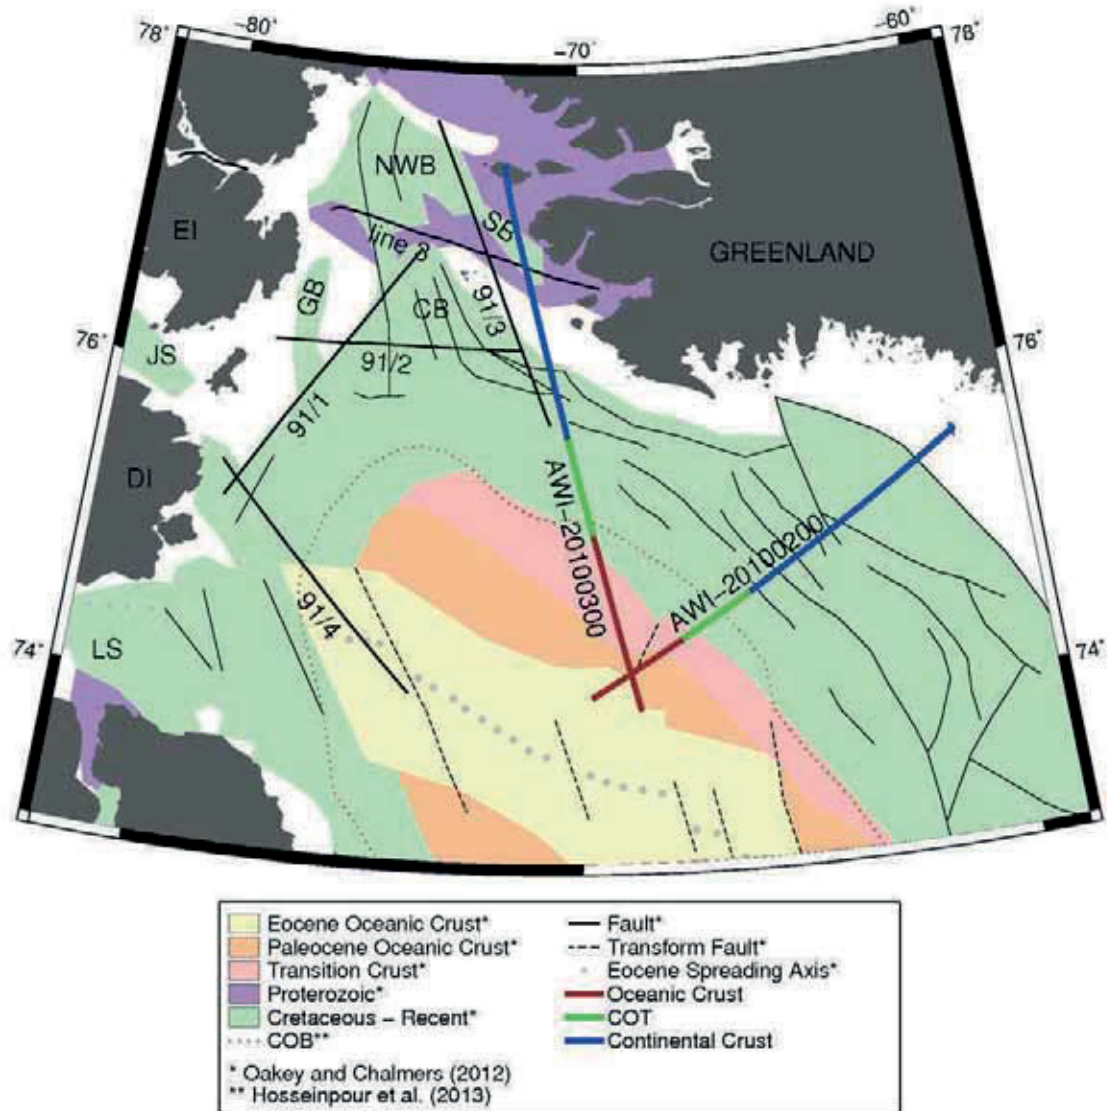 78°
-80°
-70°
-60°
78°
NWB
EI
SB
line 3
GREENLAND
GB
CB
91/3
76°
76°
JS
91/2
91/1
DI
AWI-20100300
AWI-20100200
91/4
74°
LS
74°
Eocene Oceanic Crust*
Paleocene Oceanic Crust*
Transition Crust*
Proterozoic*
Cretaceous – Recent*
COB**
* Oakey and Chalmers (2012)
** Hosseinpour et al. (2013)
Fault*
Transform Fault*
Eocene Spreading Axis*
Oceanic Crust
COT
Continental Crust